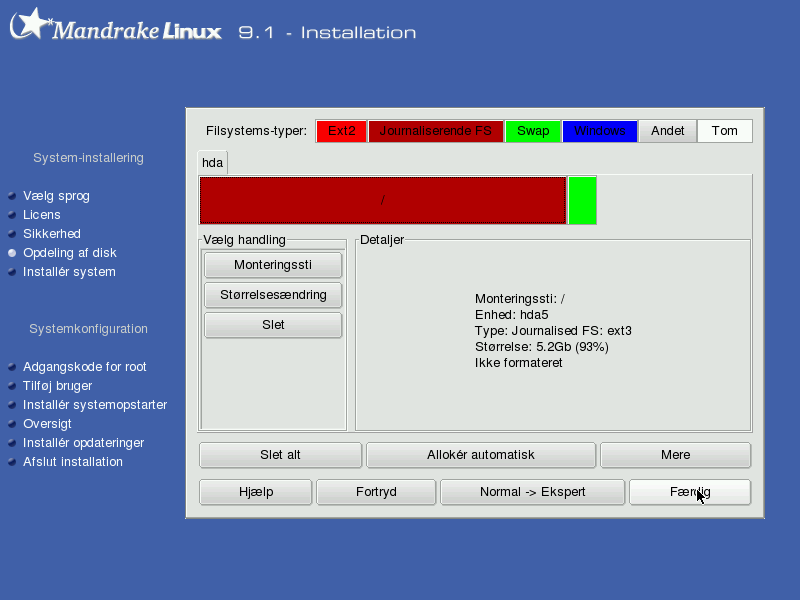 Mandrake Linux 9.1 - Installation
Filsystems-typer: Ext2 Journaliserende FS Swap Windows Andet Tom
hda
/
System-installering
Vælg sprog
Licens
Sikkerhed
Opdeling af disk
Installér system
Systemkonfiguration
Adgangskode for root
Tilføj bruger
Installér systemopstarter
Oversigt
Installér opdateringer
Afslut installation
Vælg handling
Monteringssti
Størrelsesændring
Slet
Detaljer
Monteringssti: /
Enhed: hda5
Type: Journalised FS: ext3
Størrelse: 5.2Gb (93%)
Ikke formateret
Slet alt Allokér automatisk Mere
Hjælp Fortryd Normal -> Ekspert Færdig